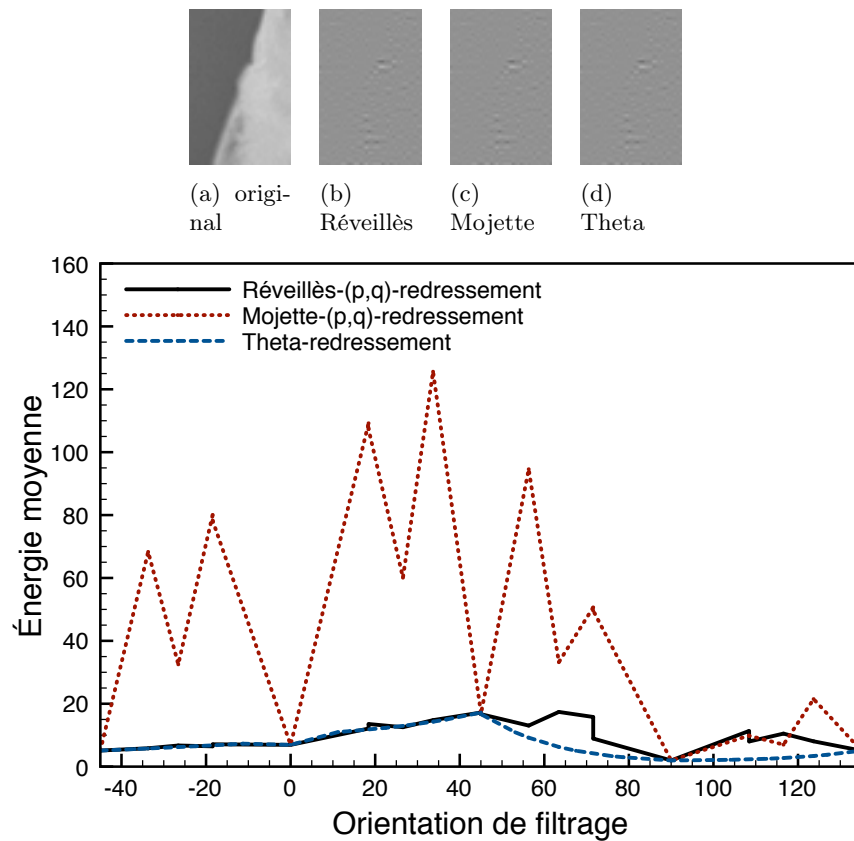 (a) origi-
nal
(b)
Réveillès
(c)
Mojette
(d)
Theta
160
140
120
100
80
60
40
20
0
Énergie moyenne
Réveillès-(p,q)-redressement
Mojette-(p,q)-redressement
Theta-redressement
-40 -20 0 20 40 60 80 100 120
Orientation de filtrage